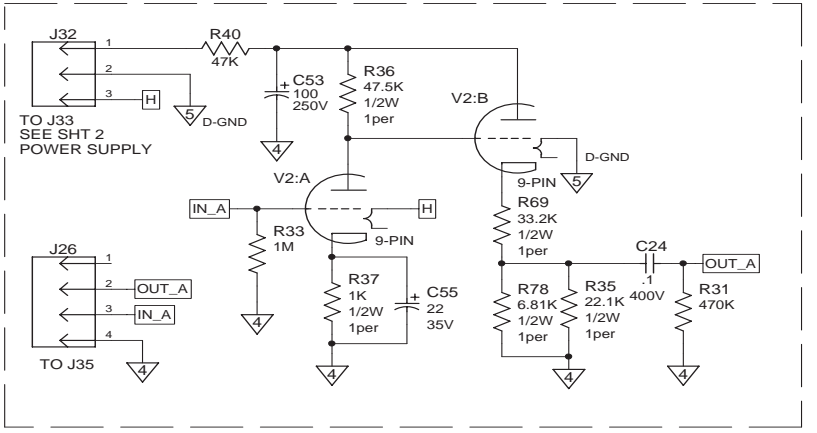 J32
1
2
3
H
TO J33
SEE SHT 2
POWER SUPPLY
5
D-GND
R40
47K
C53
+
100
250V
4
R36
47.5K
1/2W
1per
V2:B
9-PIN
D-GND
5
V2:A
9-PIN
H
IN_A
R33
1M
4
R37
1K
1/2W
1per
4
+
C55
22
35V
R69
33.2K
1/2W
1per
R78
6.81K
1/2W
1per
R35
22.1K
1/2W
1per
4
C24
.1
400V
OUT_A
R31
470K
4
J26
1
2
OUT_A
3
IN_A
4
TO J35
4